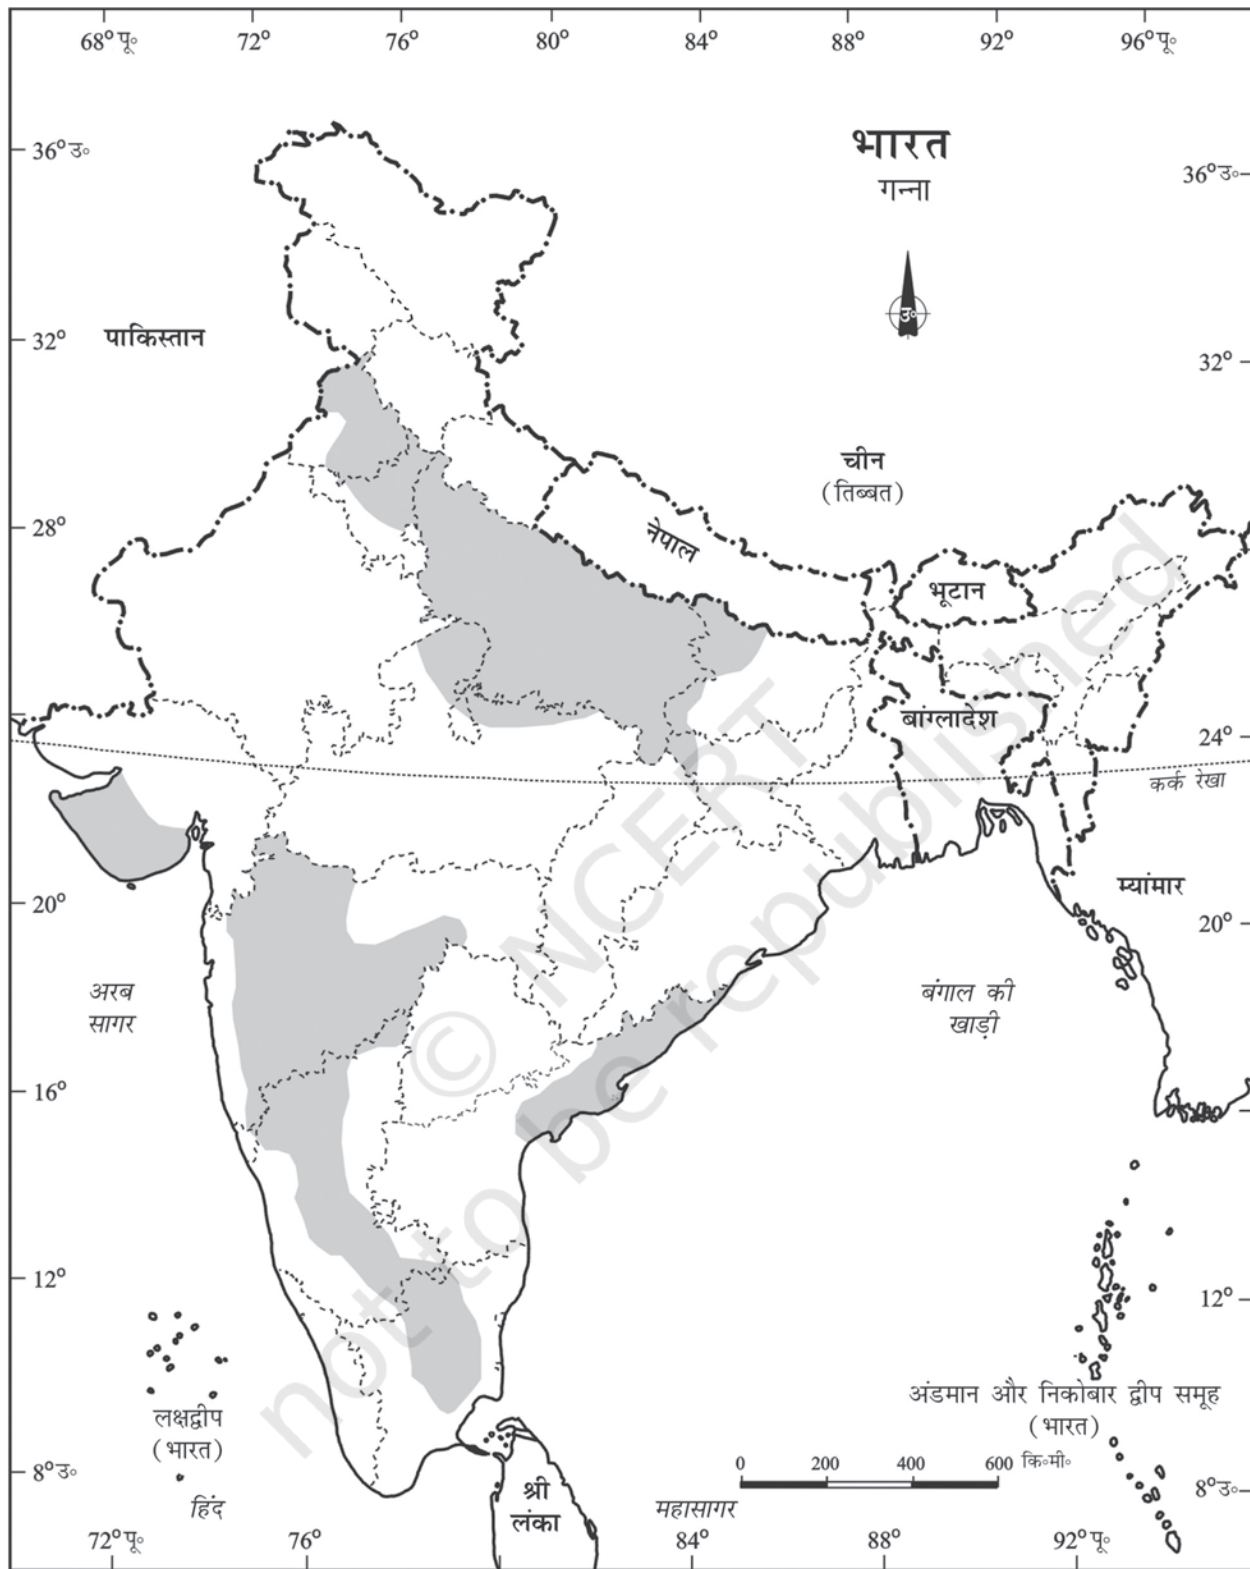 68°पू॰ 72° 76° 80° 84° 88° 92° 96°पू॰
भारत
गन्ना
36°उ॰ 36°उ॰
उ॰
पाकिस्तान
32° 32°
चीन
(तिब्बत)
नेपाल
28°
भूटान
बांग्लादेश
24°
कर्क रेखा
म्यांमार
20° 20°
अरब
सागर
बंगाल की
खाड़ी
© NCERT
not to be republished
16°
12° 12°
लक्षद्वीप
(भारत)
अंडमान और निकोबार द्वीप समूह
(भारत)
0 200 400 600 कि॰मी॰
8°उ॰ 8°उ॰
हिंद
श्री
लंका
महासागर
72°पू॰ 76° 84° 88° 92°पू॰